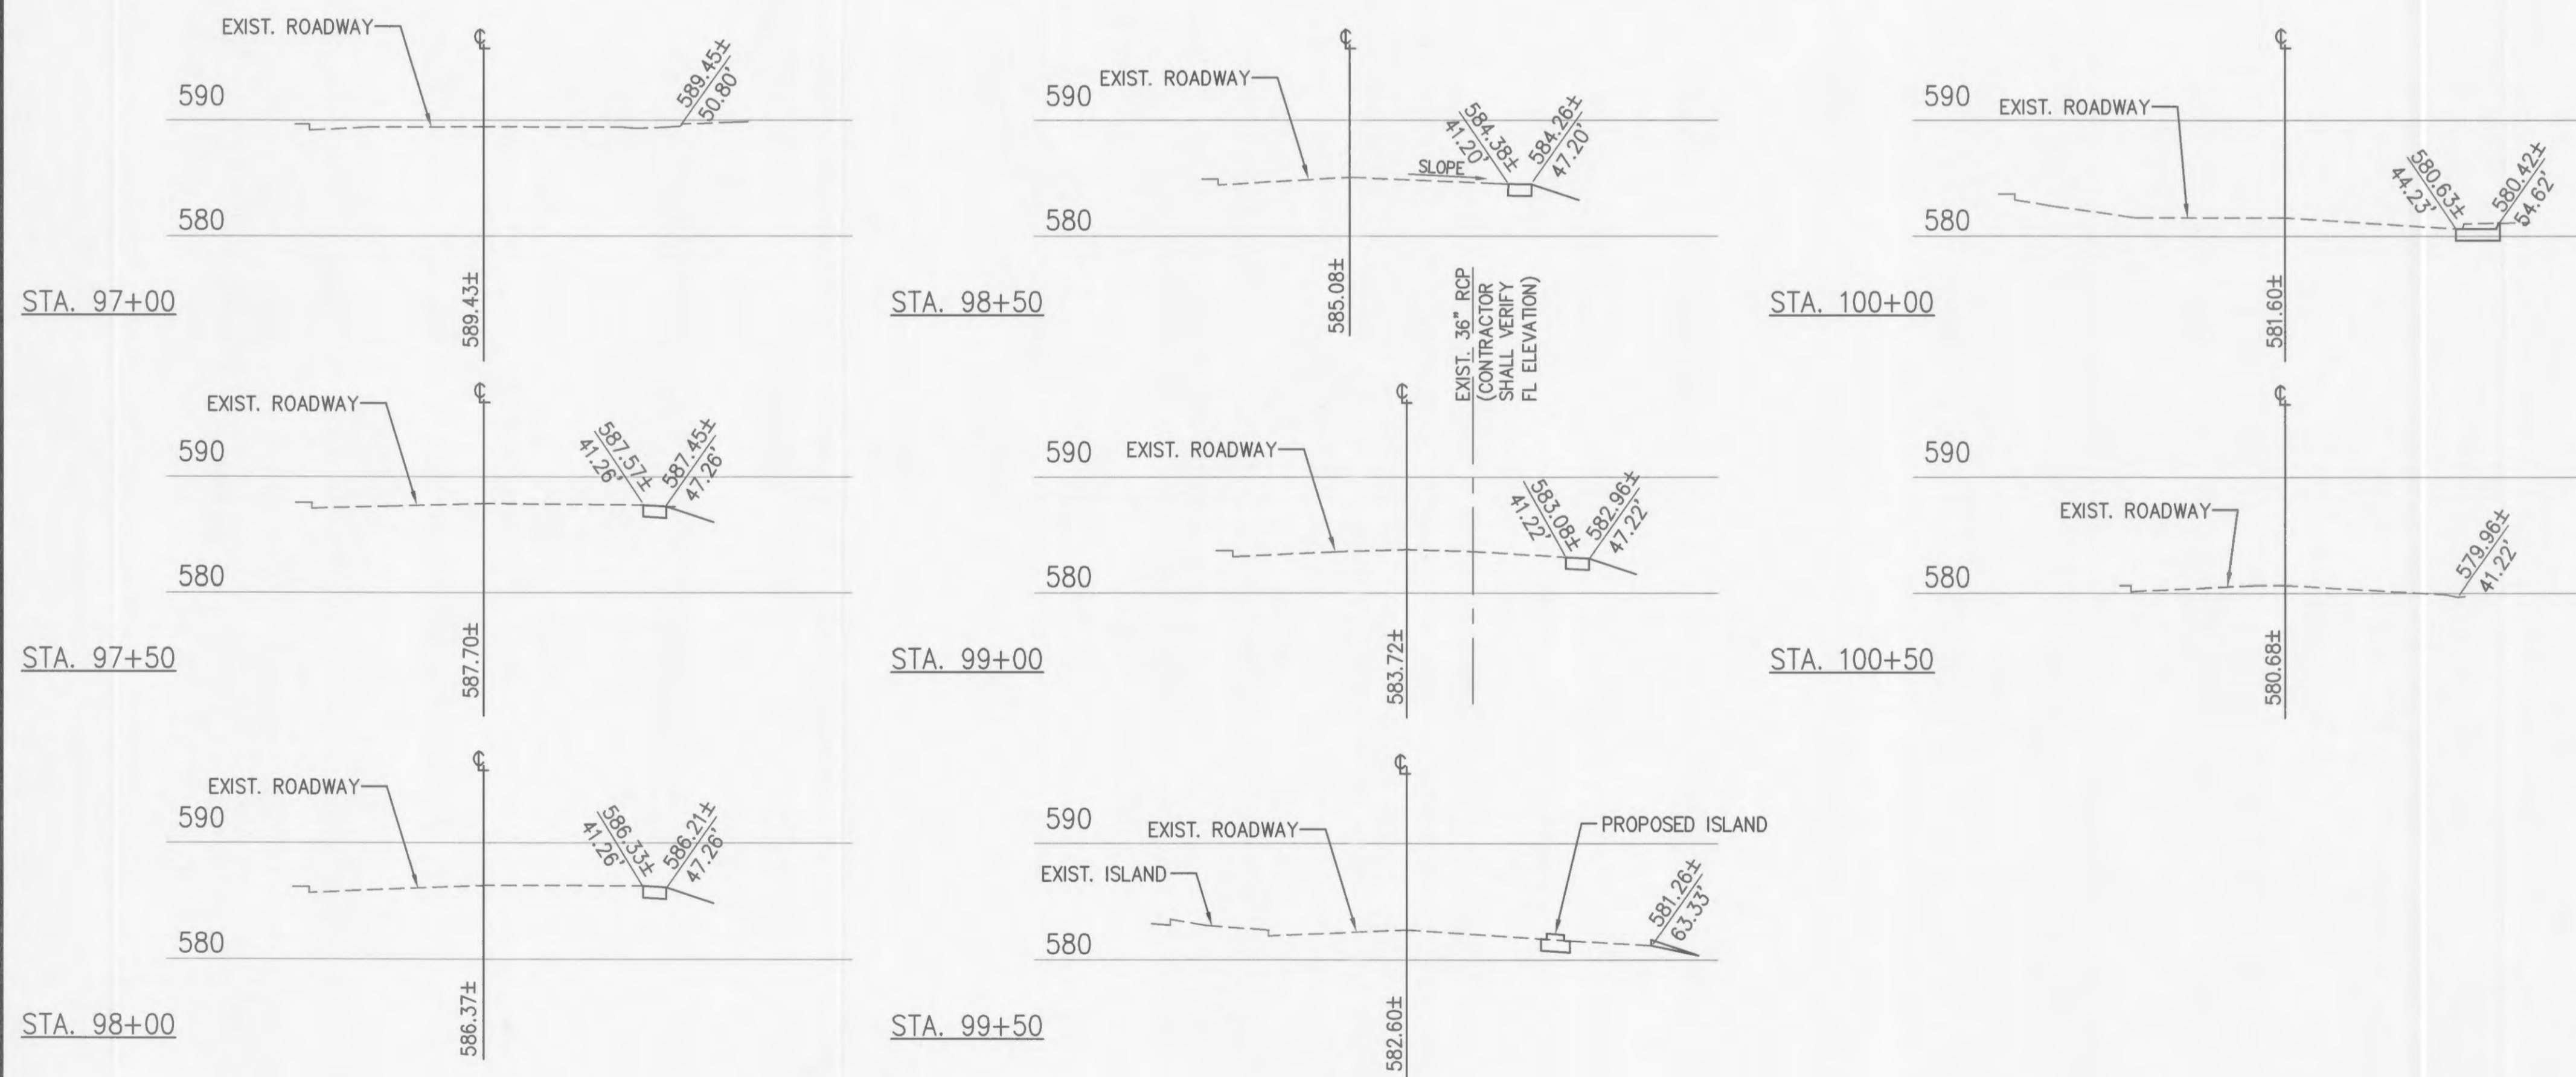 EXIST. ROADWAY
℄
589.45±
50.80'
590
580
589.43±
STA. 97+00
EXIST. ROADWAY
℄
587.57±
41.26'
587.45±
47.26'
590
580
587.70±
STA. 97+50
EXIST. ROADWAY
℄
586.33±
41.26'
586.21±
47.26'
590
580
586.37±
STA. 98+00
℄
EXIST. ROADWAY
590
584.38±
41.20'
584.26±
47.20'
SLOPE
580
585.08±
STA. 98+50
EXIST. 36" RCP
(CONTRACTOR
SHALL VERIFY
FL ELEVATION)
℄
EXIST. ROADWAY
590
583.08±
41.22'
582.96±
47.22'
580
583.72±
STA. 99+00
℄
590
EXIST. ROADWAY
PROPOSED ISLAND
EXIST. ISLAND
581.26±
63.33'
580
582.60±
STA. 99+50
℄
590
EXIST. ROADWAY
580.63±
44.23'
580.42±
54.62'
580
581.60±
STA. 100+00
℄
590
EXIST. ROADWAY
579.96±
41.22'
580
580.68±
STA. 100+50